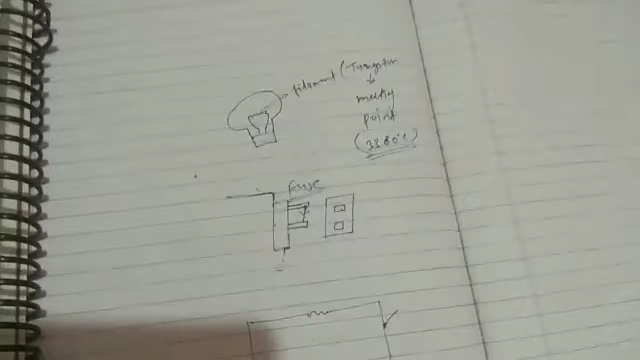 filament (Tungsten
melting
point
(3380°C)
Fuse